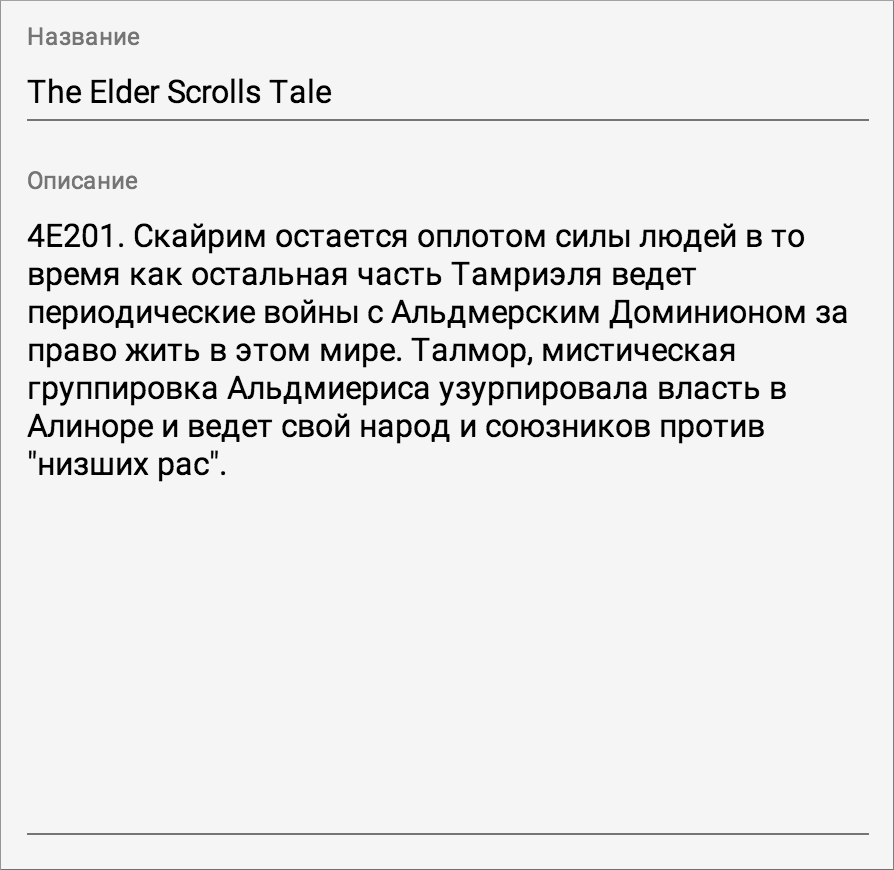 Название
The Elder Scrolls Tale
Описание
4E201. Скайрим остается оплотом силы людей в то
время как остальная часть Тамриэля ведет
периодические войны с Альдмерским Доминионом за
право жить в этом мире. Талмор, мистическая
группировка Альдмиериса узурпировала власть в
Алиноре и ведет свой народ и союзников против
"низших рас".